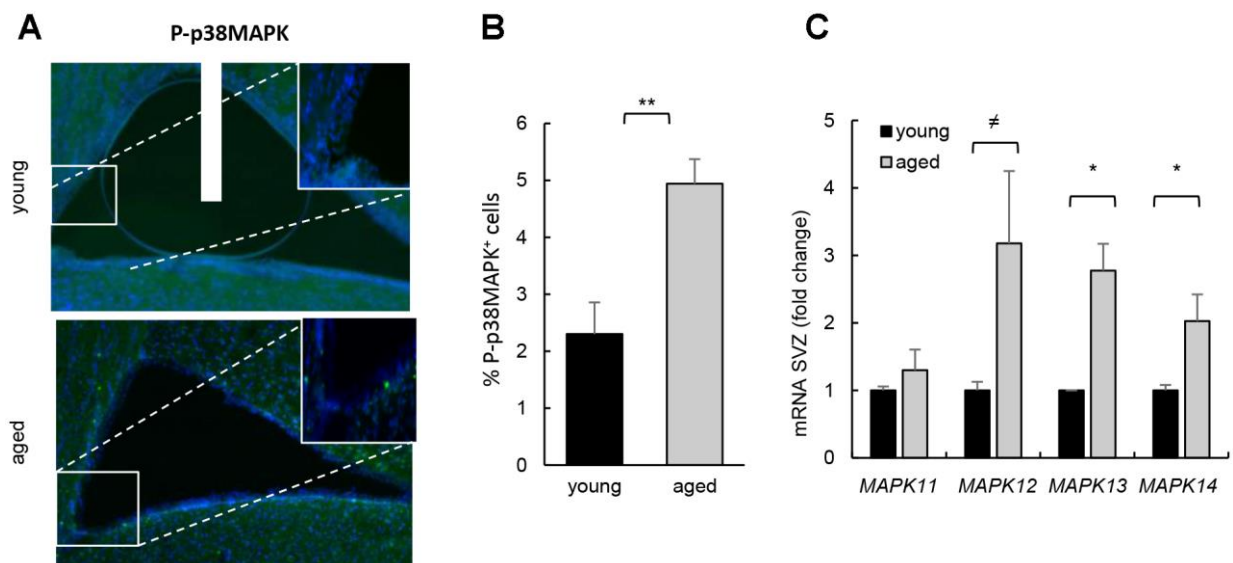 A
P-p38MAPK
young
aged
B
**
% P-p38MAPK⁺ cells
6
5
4
3
2
1
0
young
aged
C
mRNA SVZ (fold change)
5
4
3
2
1
0
young
aged
≠
*
*
MAPK11 MAPK12 MAPK13 MAPK14